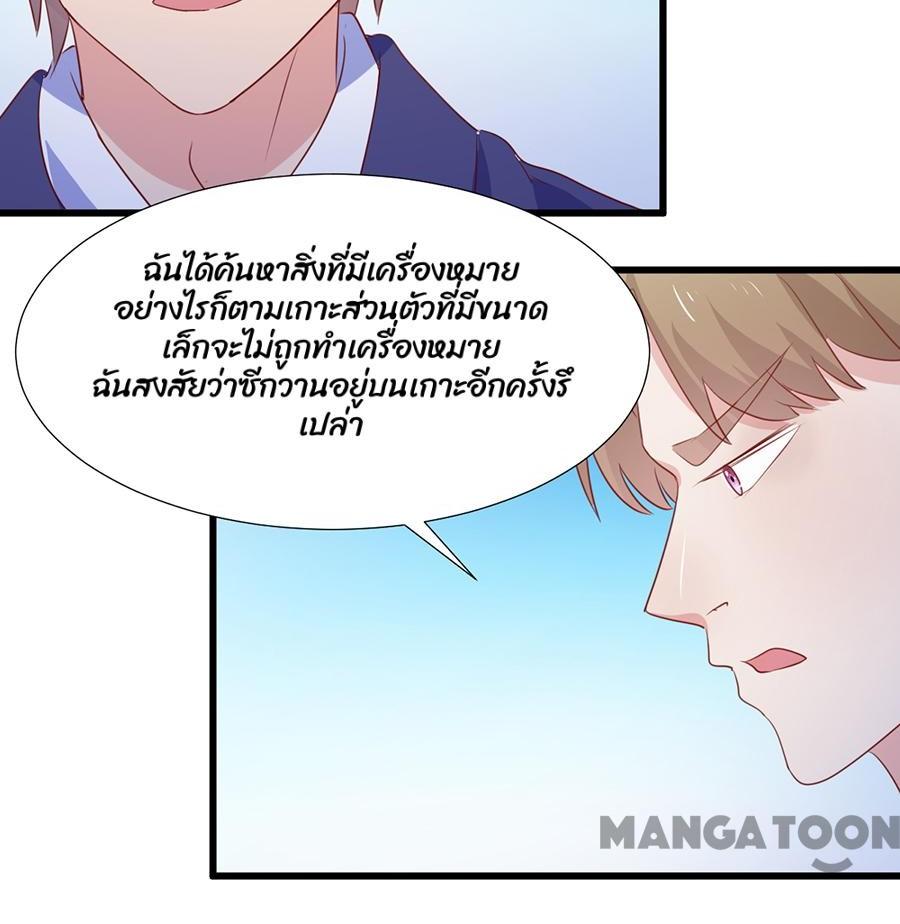 ฉันได้ค้นหาสิ่งที่มีเครื่องหมาย
อย่างไรก็ตามเกาะส่วนตัวที่มีขนาด
เล็กจะไม่ถูกทำเครื่องหมาย
ฉันสงสัยว่าซีกวานอยู่บนเกาะอีกครั้งรึ
เปล่า
MANGATOON